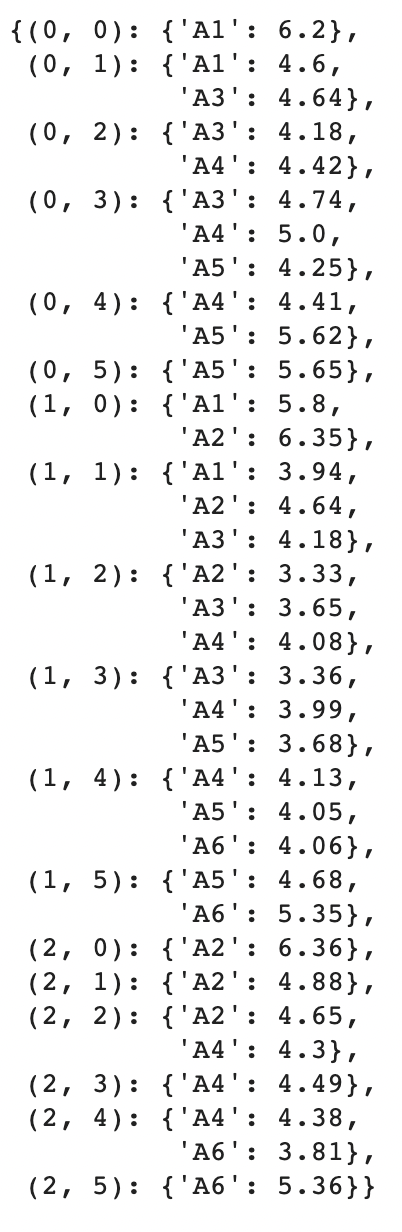 {(0, 0): {'A1': 6.2},
 (0, 1): {'A1': 4.6,
          'A3': 4.64},
 (0, 2): {'A3': 4.18,
          'A4': 4.42},
 (0, 3): {'A3': 4.74,
          'A4': 5.0,
          'A5': 4.25},
 (0, 4): {'A4': 4.41,
          'A5': 5.62},
 (0, 5): {'A5': 5.65},
 (1, 0): {'A1': 5.8,
          'A2': 6.35},
 (1, 1): {'A1': 3.94,
          'A2': 4.64,
          'A3': 4.18},
 (1, 2): {'A2': 3.33,
          'A3': 3.65,
          'A4': 4.08},
 (1, 3): {'A3': 3.36,
          'A4': 3.99,
          'A5': 3.68},
 (1, 4): {'A4': 4.13,
          'A5': 4.05,
          'A6': 4.06},
 (1, 5): {'A5': 4.68,
          'A6': 5.35},
 (2, 0): {'A2': 6.36},
 (2, 1): {'A2': 4.88},
 (2, 2): {'A2': 4.65,
          'A4': 4.3},
 (2, 3): {'A4': 4.49},
 (2, 4): {'A4': 4.38,
          'A6': 3.81},
 (2, 5): {'A6': 5.36}}